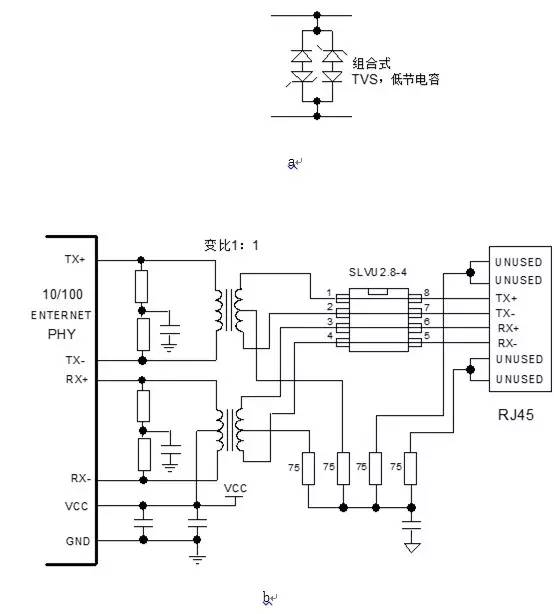 组合式
TVS，低节电容
a
变比1：1
TX+
10/100
ENTERNET
PHY
TX-
RX+
RX-
VCC
GND
VCC
SLVU2.8-4
1
2
3
4
8
7
6
5
UNUSED
UNUSED
TX+
TX-
RX+
RX-
UNUSED
UNUSED
RJ45
75
75
75
75
b